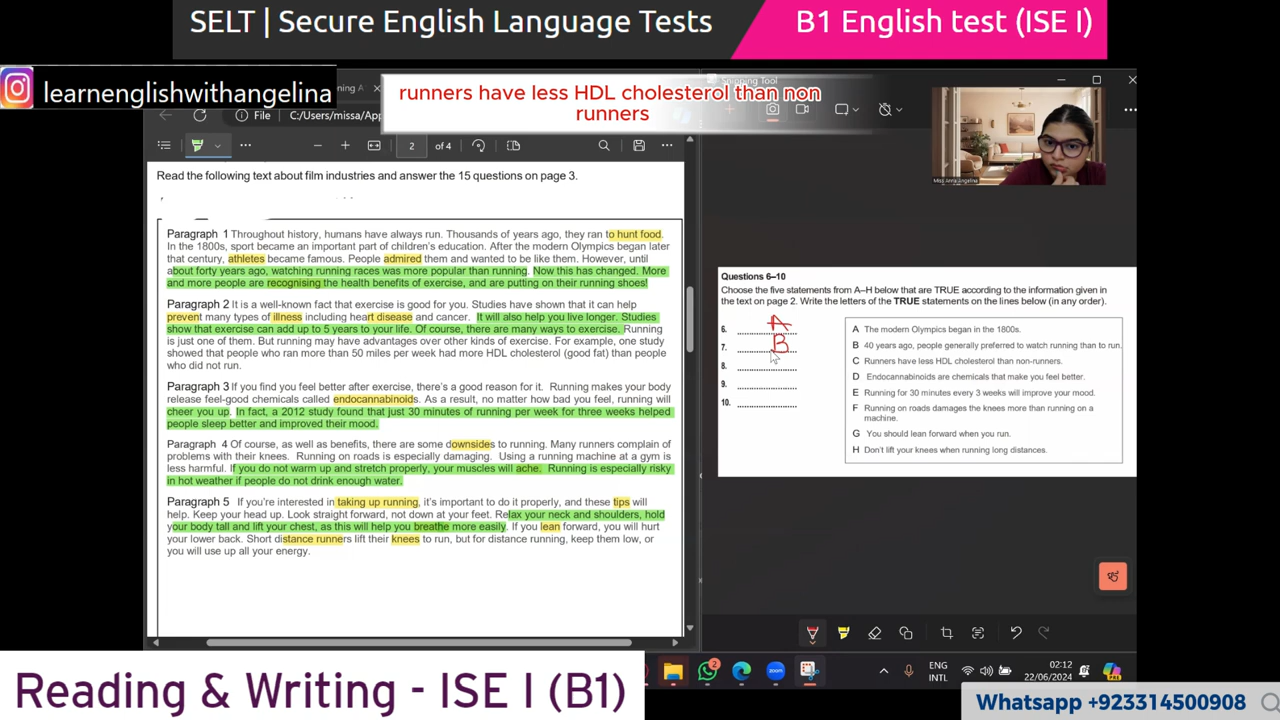 SELT | Secure English Language Tests
B1 English test (ISE I)
learnenglishwithangelina
runners have less HDL cholesterol than non
runners
Snipping Tool
File
C:/Users/missa/App
2
of 4
Miss Anna Angelina
Read the following text about film industries and answer the 15 questions on page 3.
Paragraph 1 Throughout history, humans have always run. Thousands of years ago, they ran to hunt food.
In the 1800s, sport became an important part of children's education. After the modern Olympics began later
that century, athletes became famous. People admired them and wanted to be like them. However, until
about forty years ago, watching running races was more popular than running. Now this has changed. More
and more people are recognising the health benefits of exercise, and are putting on their running shoes!
Paragraph 2 It is a well-known fact that exercise is good for you. Studies have shown that it can help
prevent many types of illness including heart disease and cancer. It will also help you live longer. Studies
show that exercise can add up to 5 years to your life. Of course, there are many ways to exercise. Running
is just one of them. But running may have advantages over other kinds of exercise. For example, one study
showed that people who ran more than 50 miles per week had more HDL cholesterol (good fat) than people
who did not run.
Paragraph 3 If you find you feel better after exercise, there's a good reason for it. Running makes your body
release feel-good chemicals called endocannabinoids. As a result, no matter how bad you feel, running will
cheer you up. In fact, a 2012 study found that just 30 minutes of running per week for three weeks helped
people sleep better and improved their mood.
Paragraph 4 Of course, as well as benefits, there are some downsides to running. Many runners complain of
problems with their knees. Running on roads is especially damaging. Using a running machine at a gym is
less harmful. If you do not warm up and stretch properly, your muscles will ache. Running is especially risky
in hot weather if people do not drink enough water.
Paragraph 5 If you're interested in taking up running, it's important to do it properly, and these tips will
help. Keep your head up. Look straight forward, not down at your feet. Relax your neck and shoulders, hold
your body tall and lift your chest, as this will help you breathe more easily. If you lean forward, you will hurt
your lower back. Short distance runners lift their knees to run, but for distance running, keep them low, or
you will use up all your energy.
Questions 6–10
Choose the five statements from A–H below that are TRUE according to the information given in
the text on page 2. Write the letters of the TRUE statements on the lines below (in any order).
6. A
7. B
8.
9.
10.
A The modern Olympics began in the 1800s.
B 40 years ago, people generally preferred to watch running than to run.
C Runners have less HDL cholesterol than non-runners.
D Endocannabinoids are chemicals that make you feel better.
E Running for 30 minutes every 3 weeks will improve your mood.
F Running on roads damages the knees more than running on a
machine.
G You should lean forward when you run.
H Don't lift your knees when running long distances.
2
ENG
INTL
02:12
22/06/2024
Reading & Writing - ISE I (B1)
Whatsapp +923314500908